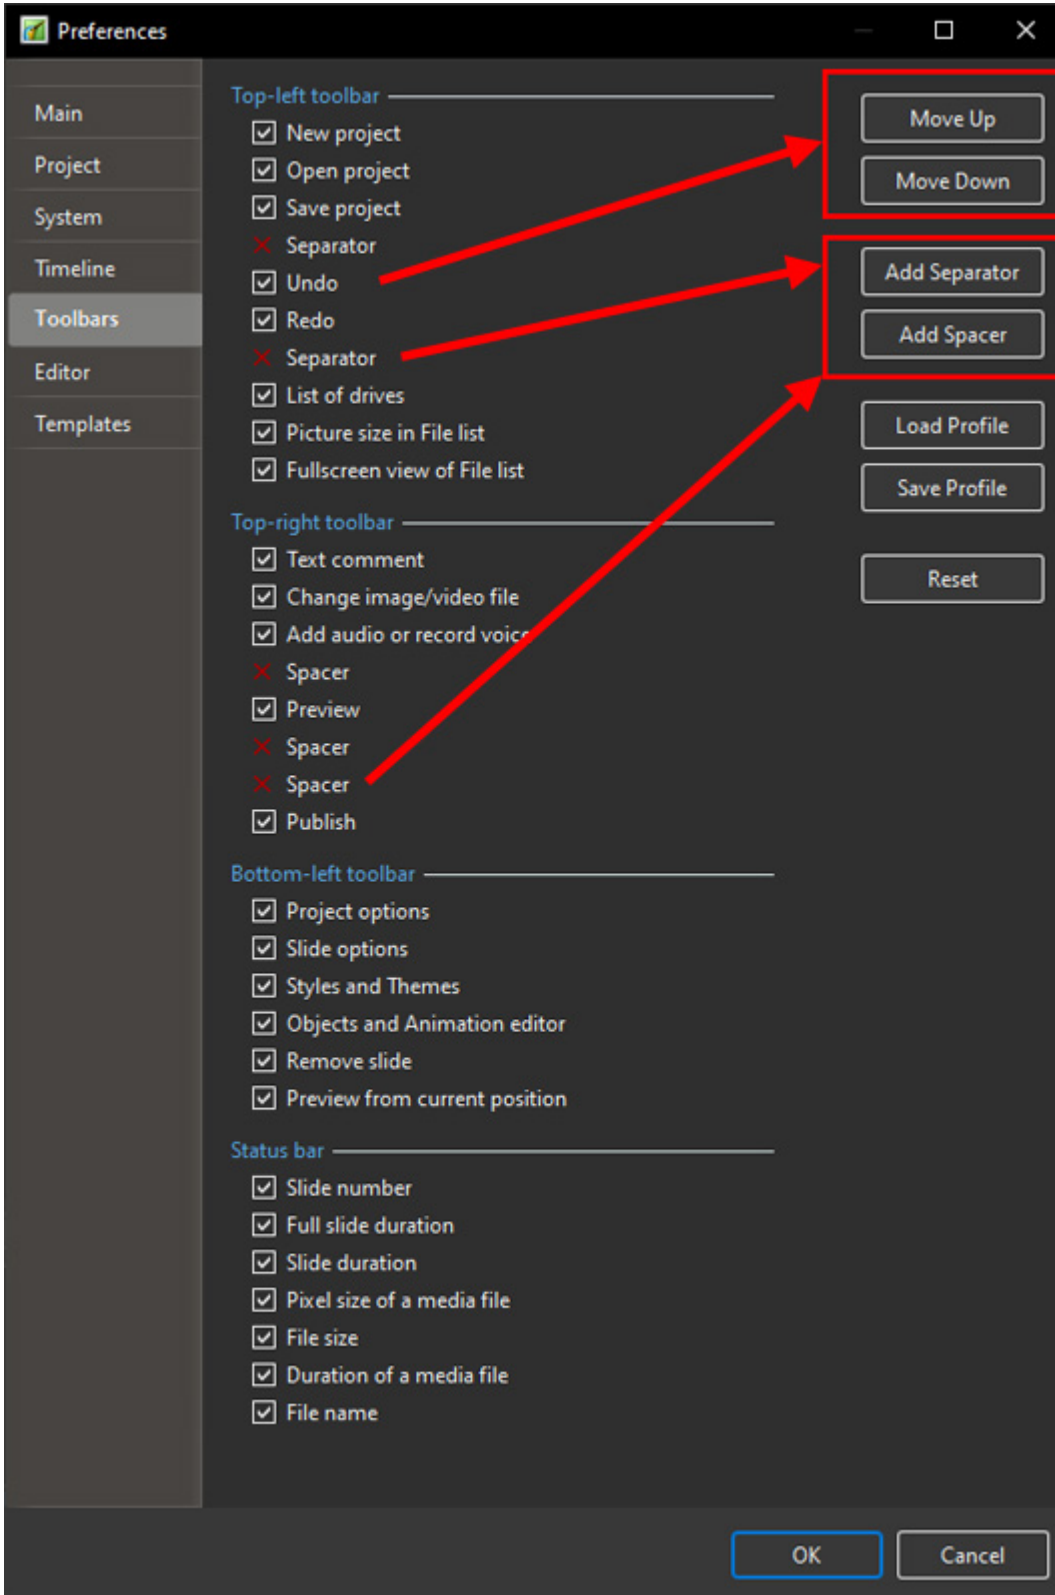 Preferences
Main
Project
System
Timeline
Toolbars
Editor
Templates
Top-left toolbar
New project
Open project
Save project
Separator
Undo
Redo
Separator
List of drives
Picture size in File list
Fullscreen view of File list
Top-right toolbar
Text comment
Change image/video file
Add audio or record voice
Spacer
Preview
Spacer
Spacer
Publish
Bottom-left toolbar
Project options
Slide options
Styles and Themes
Objects and Animation editor
Remove slide
Preview from current position
Status bar
Slide number
Full slide duration
Slide duration
Pixel size of a media file
File size
Duration of a media file
File name
Move Up
Move Down
Add Separator
Add Spacer
Load Profile
Save Profile
Reset
OK
Cancel